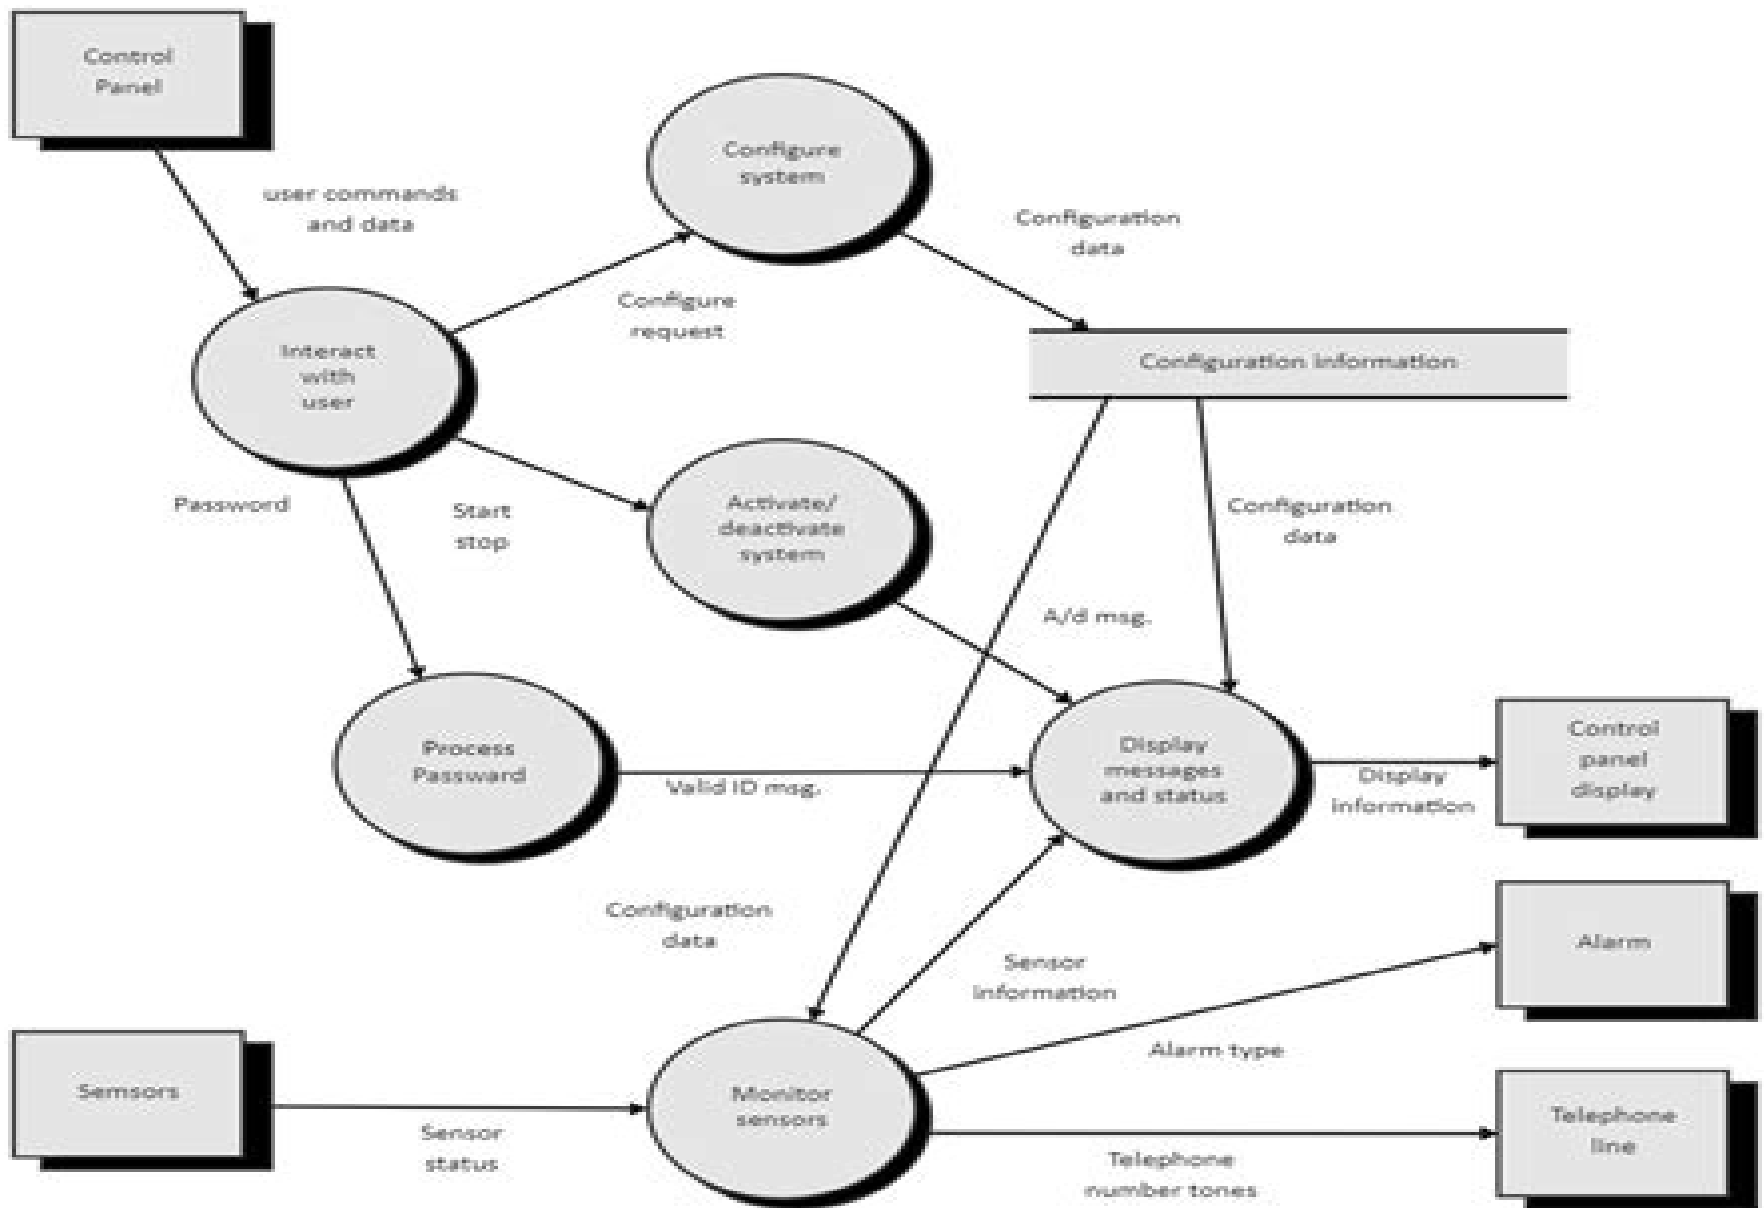 Control
Panel
user commands
and data
Configure
system
Configuration
data
Configure
request
Interact
with
user
Configuration information
Password
Start
stop
Activate/
deactivate
system
Configuration
data
A/d msg.
Process
Passward
Valid ID msg.
Display
messages
and status
Display
information
Control
panel
display
Configuration
data
Sensor
information
Alarm
Alarm type
Semsors
Sensor
status
Monitor
sensors
Telephone
number tones
Telephone
line